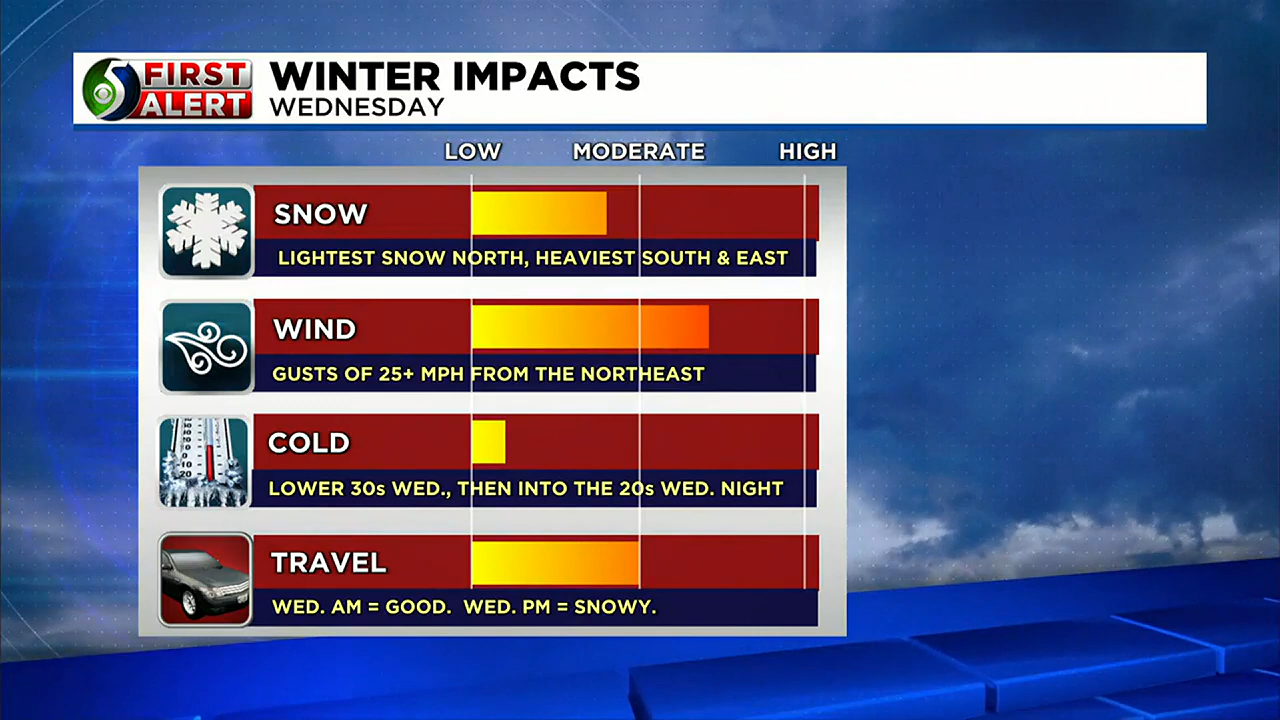 5 FIRST
ALERT
WINTER IMPACTS
WEDNESDAY
LOW MODERATE HIGH
SNOW
LIGHTEST SNOW NORTH, HEAVIEST SOUTH & EAST
WIND
GUSTS OF 25+ MPH FROM THE NORTHEAST
COLD
LOWER 30s WED., THEN INTO THE 20s WED. NIGHT
TRAVEL
WED. AM = GOOD. WED. PM = SNOWY.